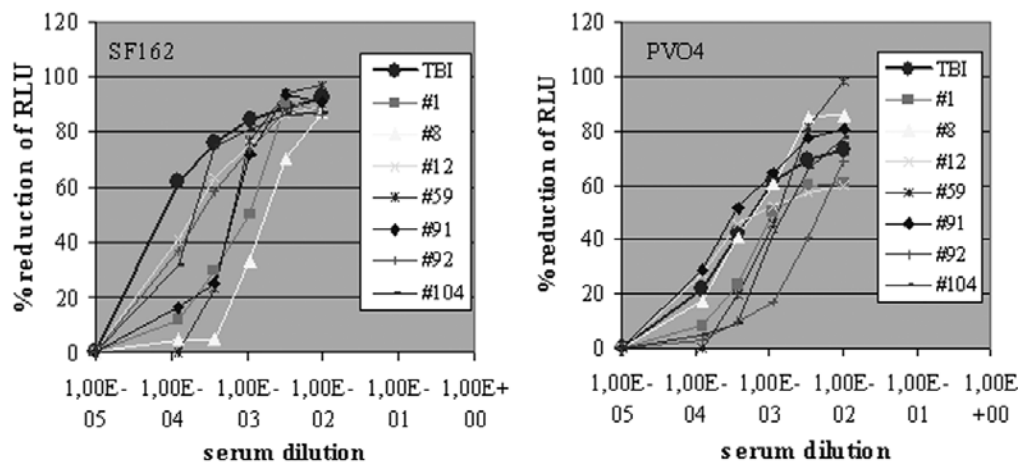 SF162
% reduction of RLU
120
100
80
60
40
20
0
TBI
#1
#8
#12
#59
#91
#92
#104
1,00E- 1,00E- 1,00E- 1,00E- 1,00E- 1,00E+
05 04 03 02 01 00
serum dilution
PVO4
% reduction of RLU
120
100
80
60
40
20
0
TBI
#1
#8
#12
#59
#91
#92
#104
1,00E- 1,00E- 1,00E- 1,00E- 1,00E- 1,00E
05 04 03 02 01 +00
serum dilution